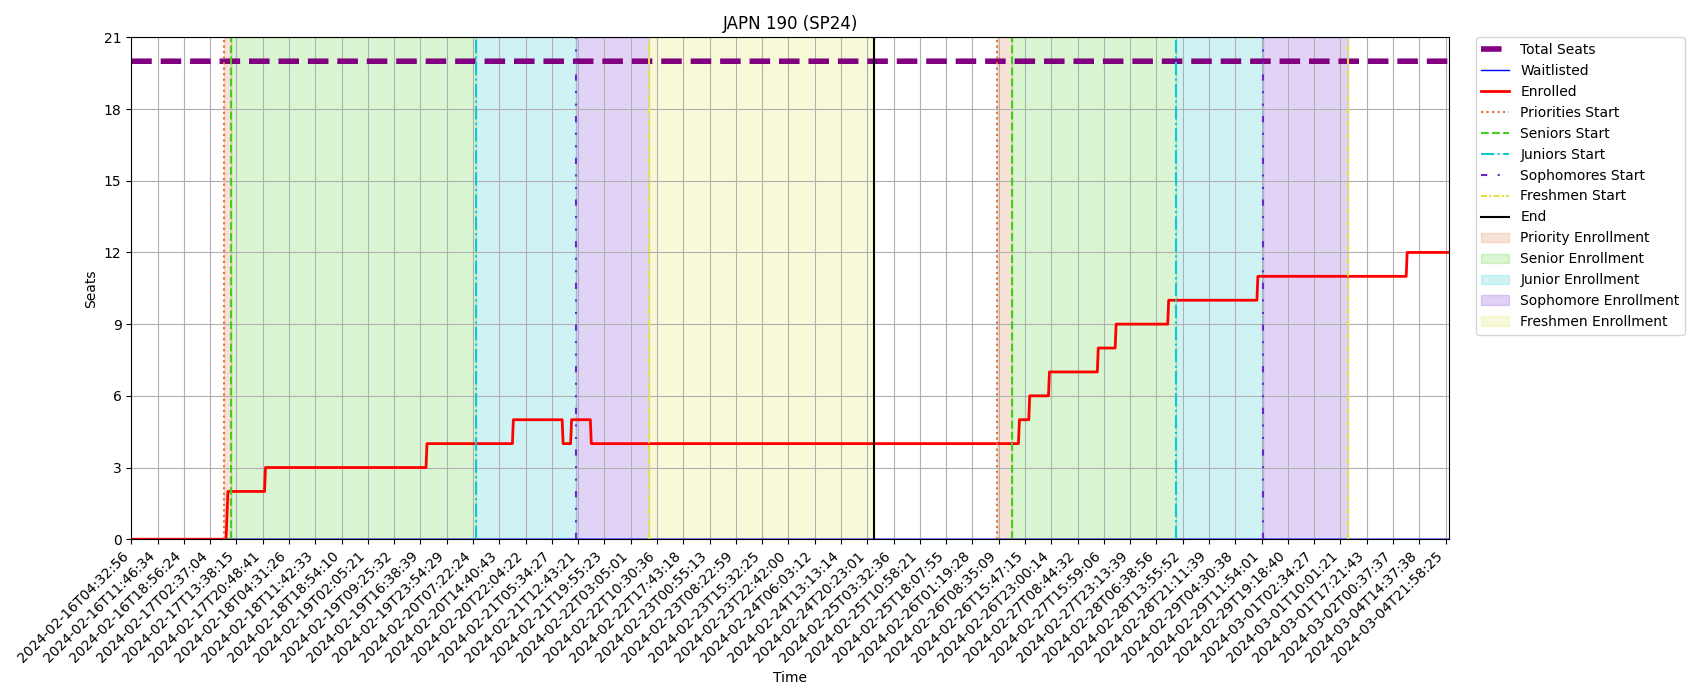 JAPN 190 (SP24)
21
18
15
12
9
6
3
0
Seats
2024-02-16T04:32:56
2024-02-16T11:46:34
2024-02-16T18:56:24
2024-02-17T02:37:04
2024-02-17T13:38:15
2024-02-17T20:48:41
2024-02-18T04:31:26
2024-02-18T11:42:33
2024-02-18T18:54:10
2024-02-19T02:05:21
2024-02-19T09:25:32
2024-02-19T16:38:39
2024-02-19T23:54:29
2024-02-20T07:22:24
2024-02-20T14:40:43
2024-02-20T22:04:22
2024-02-21T05:34:27
2024-02-21T12:43:21
2024-02-21T19:55:23
2024-02-22T03:05:01
2024-02-22T10:30:36
2024-02-22T17:43:18
2024-02-23T00:55:13
2024-02-23T08:22:59
2024-02-23T15:32:25
2024-02-23T22:42:00
2024-02-24T06:03:12
2024-02-24T13:13:14
2024-02-24T20:23:01
2024-02-25T03:32:36
2024-02-25T10:58:21
2024-02-25T18:07:55
2024-02-26T01:19:28
2024-02-26T08:35:09
2024-02-26T15:47:15
2024-02-26T23:00:14
2024-02-27T08:44:32
2024-02-27T15:59:06
2024-02-27T23:13:39
2024-02-28T06:38:56
2024-02-28T13:55:52
2024-02-28T21:11:39
2024-02-29T04:30:38
2024-02-29T11:54:01
2024-02-29T19:18:40
2024-03-01T02:34:27
2024-03-01T10:01:21
2024-03-01T17:21:43
2024-03-02T00:37:37
2024-03-04T14:37:38
2024-03-04T21:58:25
Time
Total Seats
Waitlisted
Enrolled
Priorities Start
Seniors Start
Juniors Start
Sophomores Start
Freshmen Start
End
Priority Enrollment
Senior Enrollment
Junior Enrollment
Sophomore Enrollment
Freshmen Enrollment